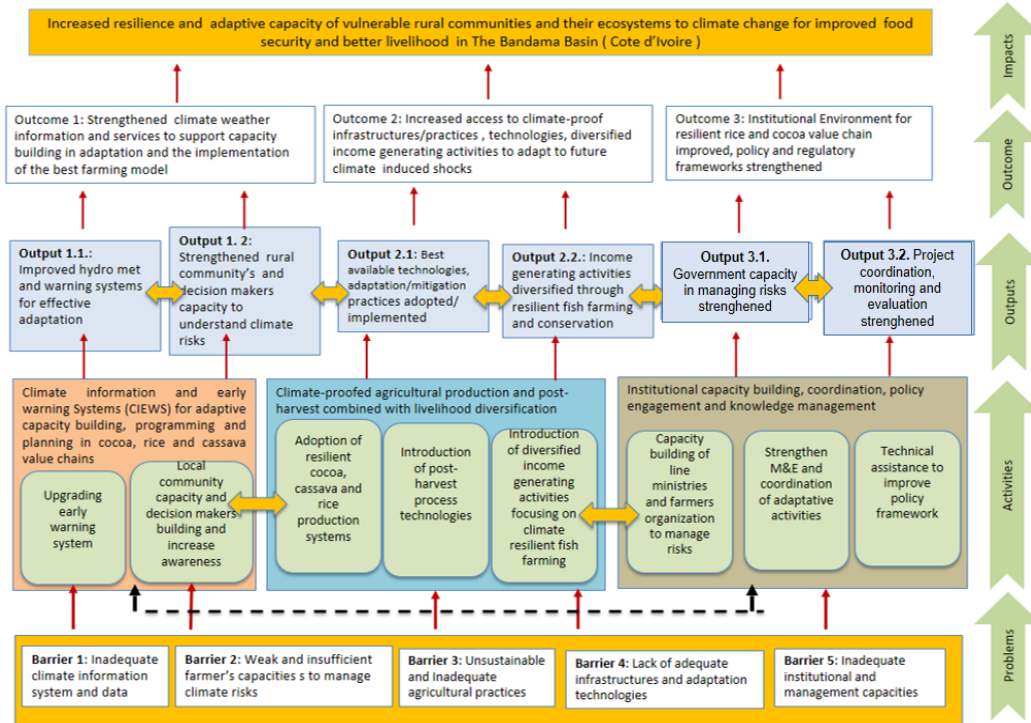 Increased resilience and adaptive capacity of vulnerable rural communities and their ecosystems to climate change for improved food
security and better livelihood in The Bandama Basin ( Cote d'Ivoire )
Impacts
Outcome 1: Strengthened climate weather
information and services to support capacity
building in adaptation and the implementation
of the best farming model
Outcome 2: Increased access to climate-proof
infrastructures/practices , technologies, diversified
income generating activities to adapt to future
climate induced shocks
Outcome 3: Institutional Environment for
resilient rice and cocoa value chain
improved, policy and regulatory
frameworks strengthened
Outcome
Output 1.1.:
Improved hydro met
and warning systems
for effective
adaptation
Output 1. 2:
Strengthened rural
community's and
decision makers
capacity to
understand climate
risks
Output 2.1: Best
available technologies,
adaptation/mitigation
practices adopted/
implemented
Output 2.2.: Income
generating activities
diversified through
resilient fish farming
and conservation
Output 3.1.
Government capacity
in managing risks
strenghened
Output 3.2. Project
coordination,
monitoring and
evaluation
strenghened
Outputs
Climate information and early
warning Systems (CIEWS) for adaptive
capacity building, programming and
planning in cocoa, rice and cassava
value chains
Upgrading
early
warning
system
Local
community
capacity and
decision makers
building and
increase
awareness
Climate-proofed agricultural production and post-
harvest combined with livelihood diversification
Adoption of
resilient
cocoa,
cassava and
rice
production
systems
Introduction
of post-
harvest
process
technologies
Introduction
of diversified
income
generating
activities
focusing on
climate
resilient fish
farming
Institutional capacity building, coordination, policy
engagement and knowledge management
Capacity
building of
line
ministries
and farmers
organization
to manage
risks
Strengthen
M&E and
coordination
of adaptative
activities
Technical
assistance to
improve
policy
framework
Activities
Barrier 1: Inadequate
climate information
system and data
Barrier 2: Weak and insufficient
farmer's capacities s to manage
climate risks
Barrier 3: Unsustainable
and Inadequate
agricultural practices
Barrier 4: Lack of adequate
infrastructures and adaptation
technologies
Barrier 5: Inadequate
institutional and
management capacities
Problems